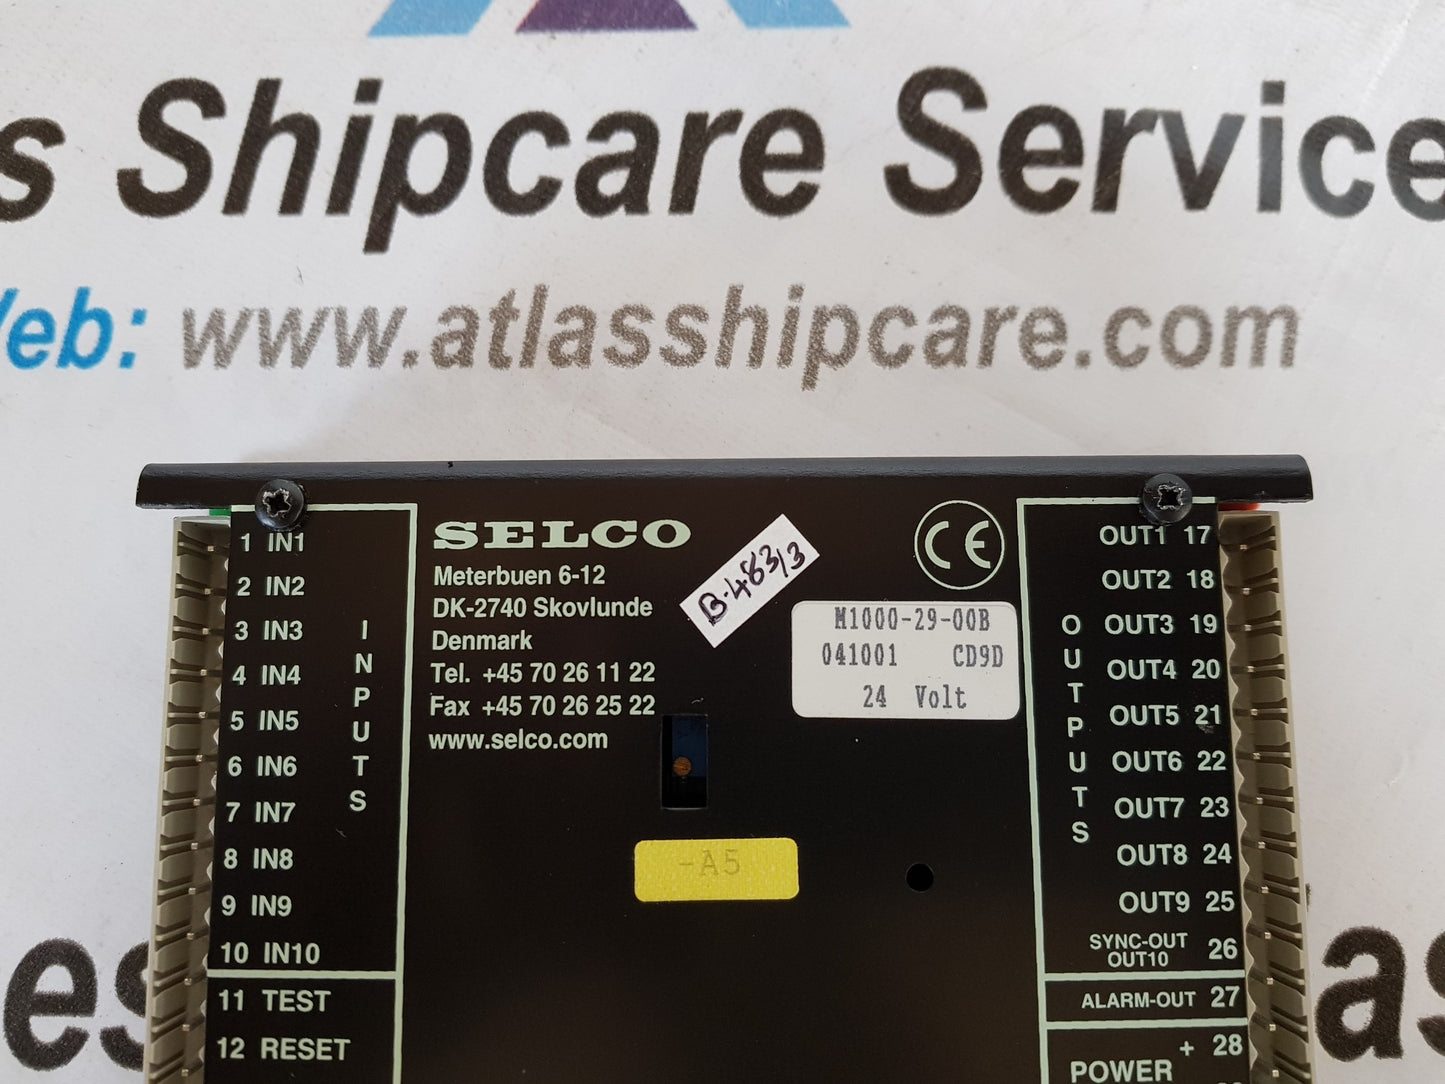 s Shipcare Service
Web: www.atlasshipcare.com
SELCO
Meterbuen 6-12
DK-2740 Skovlunde
Denmark
Tel. +45 70 26 11 22
Fax +45 70 26 25 22
www.selco.com
B-483/3
CE
M1000-29-00B
041001 CD9D
24 Volt
-A5
INPUTS
1 IN1
2 IN2
3 IN3
4 IN4
5 IN5
6 IN6
7 IN7
8 IN8
9 IN9
10 IN10
11 TEST
12 RESET
OUTPUTS
OUT1 17
OUT2 18
OUT3 19
OUT4 20
OUT5 21
OUT6 22
OUT7 23
OUT8 24
OUT9 25
SYNC-OUT
OUT10 26
ALARM-OUT 27
+ 28
POWER
es
as